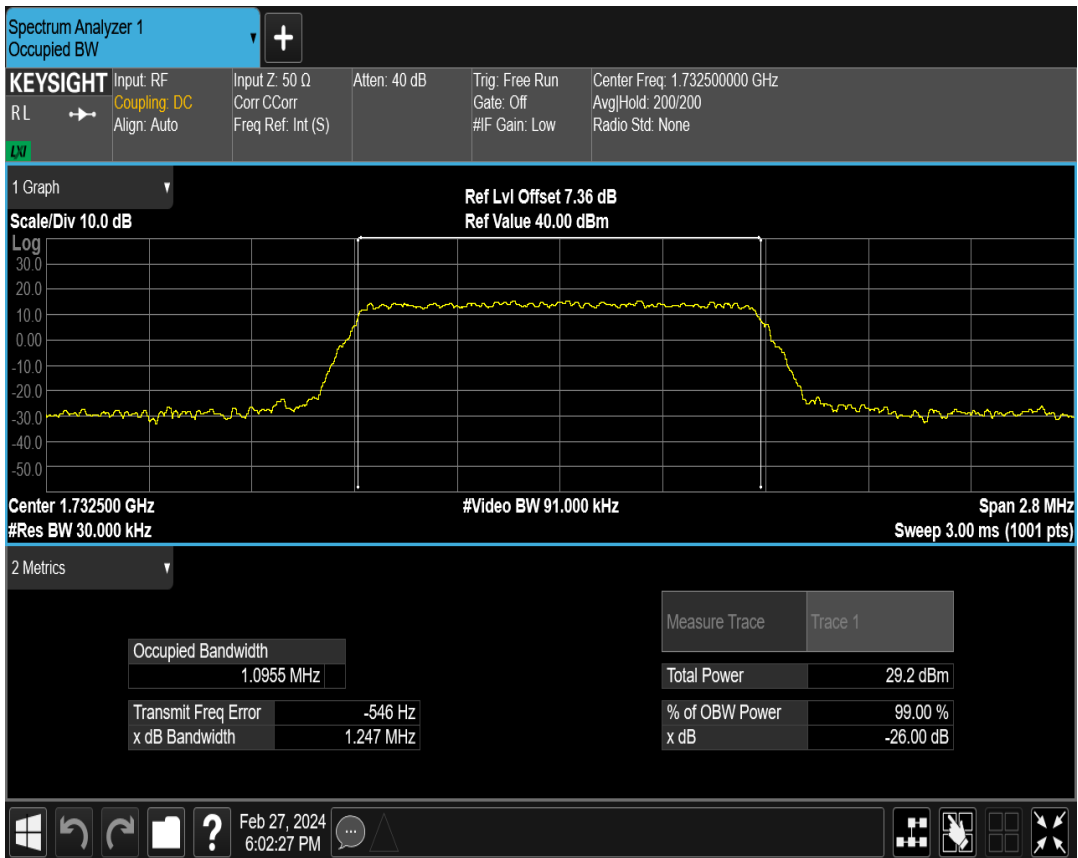 Spectrum Analyzer 1
Occupied BW
KEYSIGHT
RL
LXI
Input: RF
Coupling: DC
Align: Auto
Input Z: 50 Ω
Corr CCorr
Freq Ref: Int (S)
Atten: 40 dB
Trig: Free Run
Gate: Off
#IF Gain: Low
Center Freq: 1.732500000 GHz
Avg|Hold: 200/200
Radio Std: None
1 Graph
Ref Lvl Offset 7.36 dB
Scale/Div 10.0 dB
Ref Value 40.00 dBm
Log
30.0
20.0
10.0
0.00
-10.0
-20.0
-30.0
-40.0
-50.0
Center 1.732500 GHz
#Video BW 91.000 kHz
Span 2.8 MHz
#Res BW 30.000 kHz
Sweep 3.00 ms (1001 pts)
2 Metrics
Measure Trace
Trace 1
Occupied Bandwidth
1.0955 MHz
Total Power
29.2 dBm
Transmit Freq Error
-546 Hz
% of OBW Power
99.00 %
x dB Bandwidth
1.247 MHz
x dB
-26.00 dB
?
Feb 27, 2024
6:02:27 PM